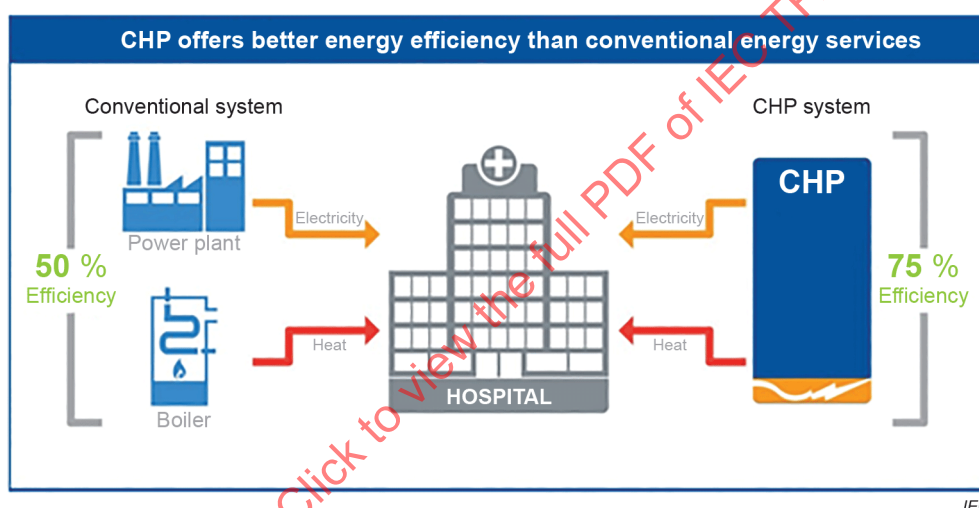 CHP offers better energy efficiency than conventional energy services
Conventional system
CHP system
CHP
Electricity
Electricity
Power plant
50 %
Efficiency
75 %
Efficiency
Heat
Heat
Boiler
HOSPITAL
Click to view the full PDF of IEC